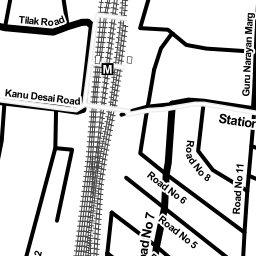 Tilak Road
Guru Narayan Marg
M
Kanu Desai Road
Station
Road No 8
Road No 6
Road No 11
Road No 7
Road No 5
2